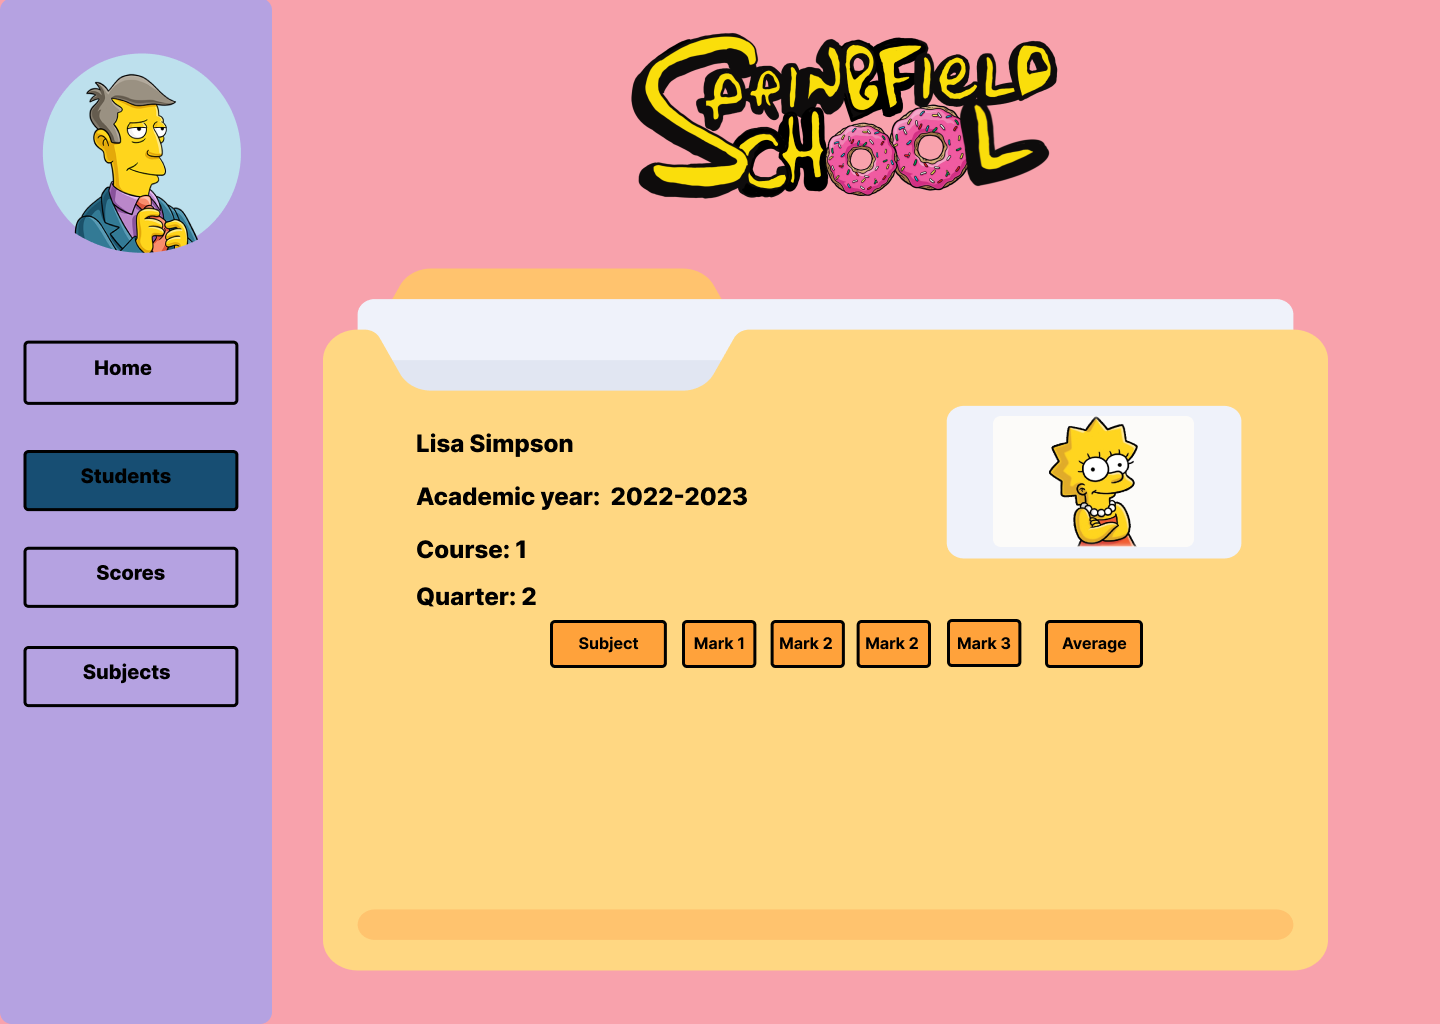 SPRINGFIELD
SCHOOL
Home
Students
Scores
Subjects
Lisa Simpson
Academic year: 2022-2023
Course: 1
Quarter: 2
Subject Mark 1 Mark 2 Mark 2 Mark 3 Average